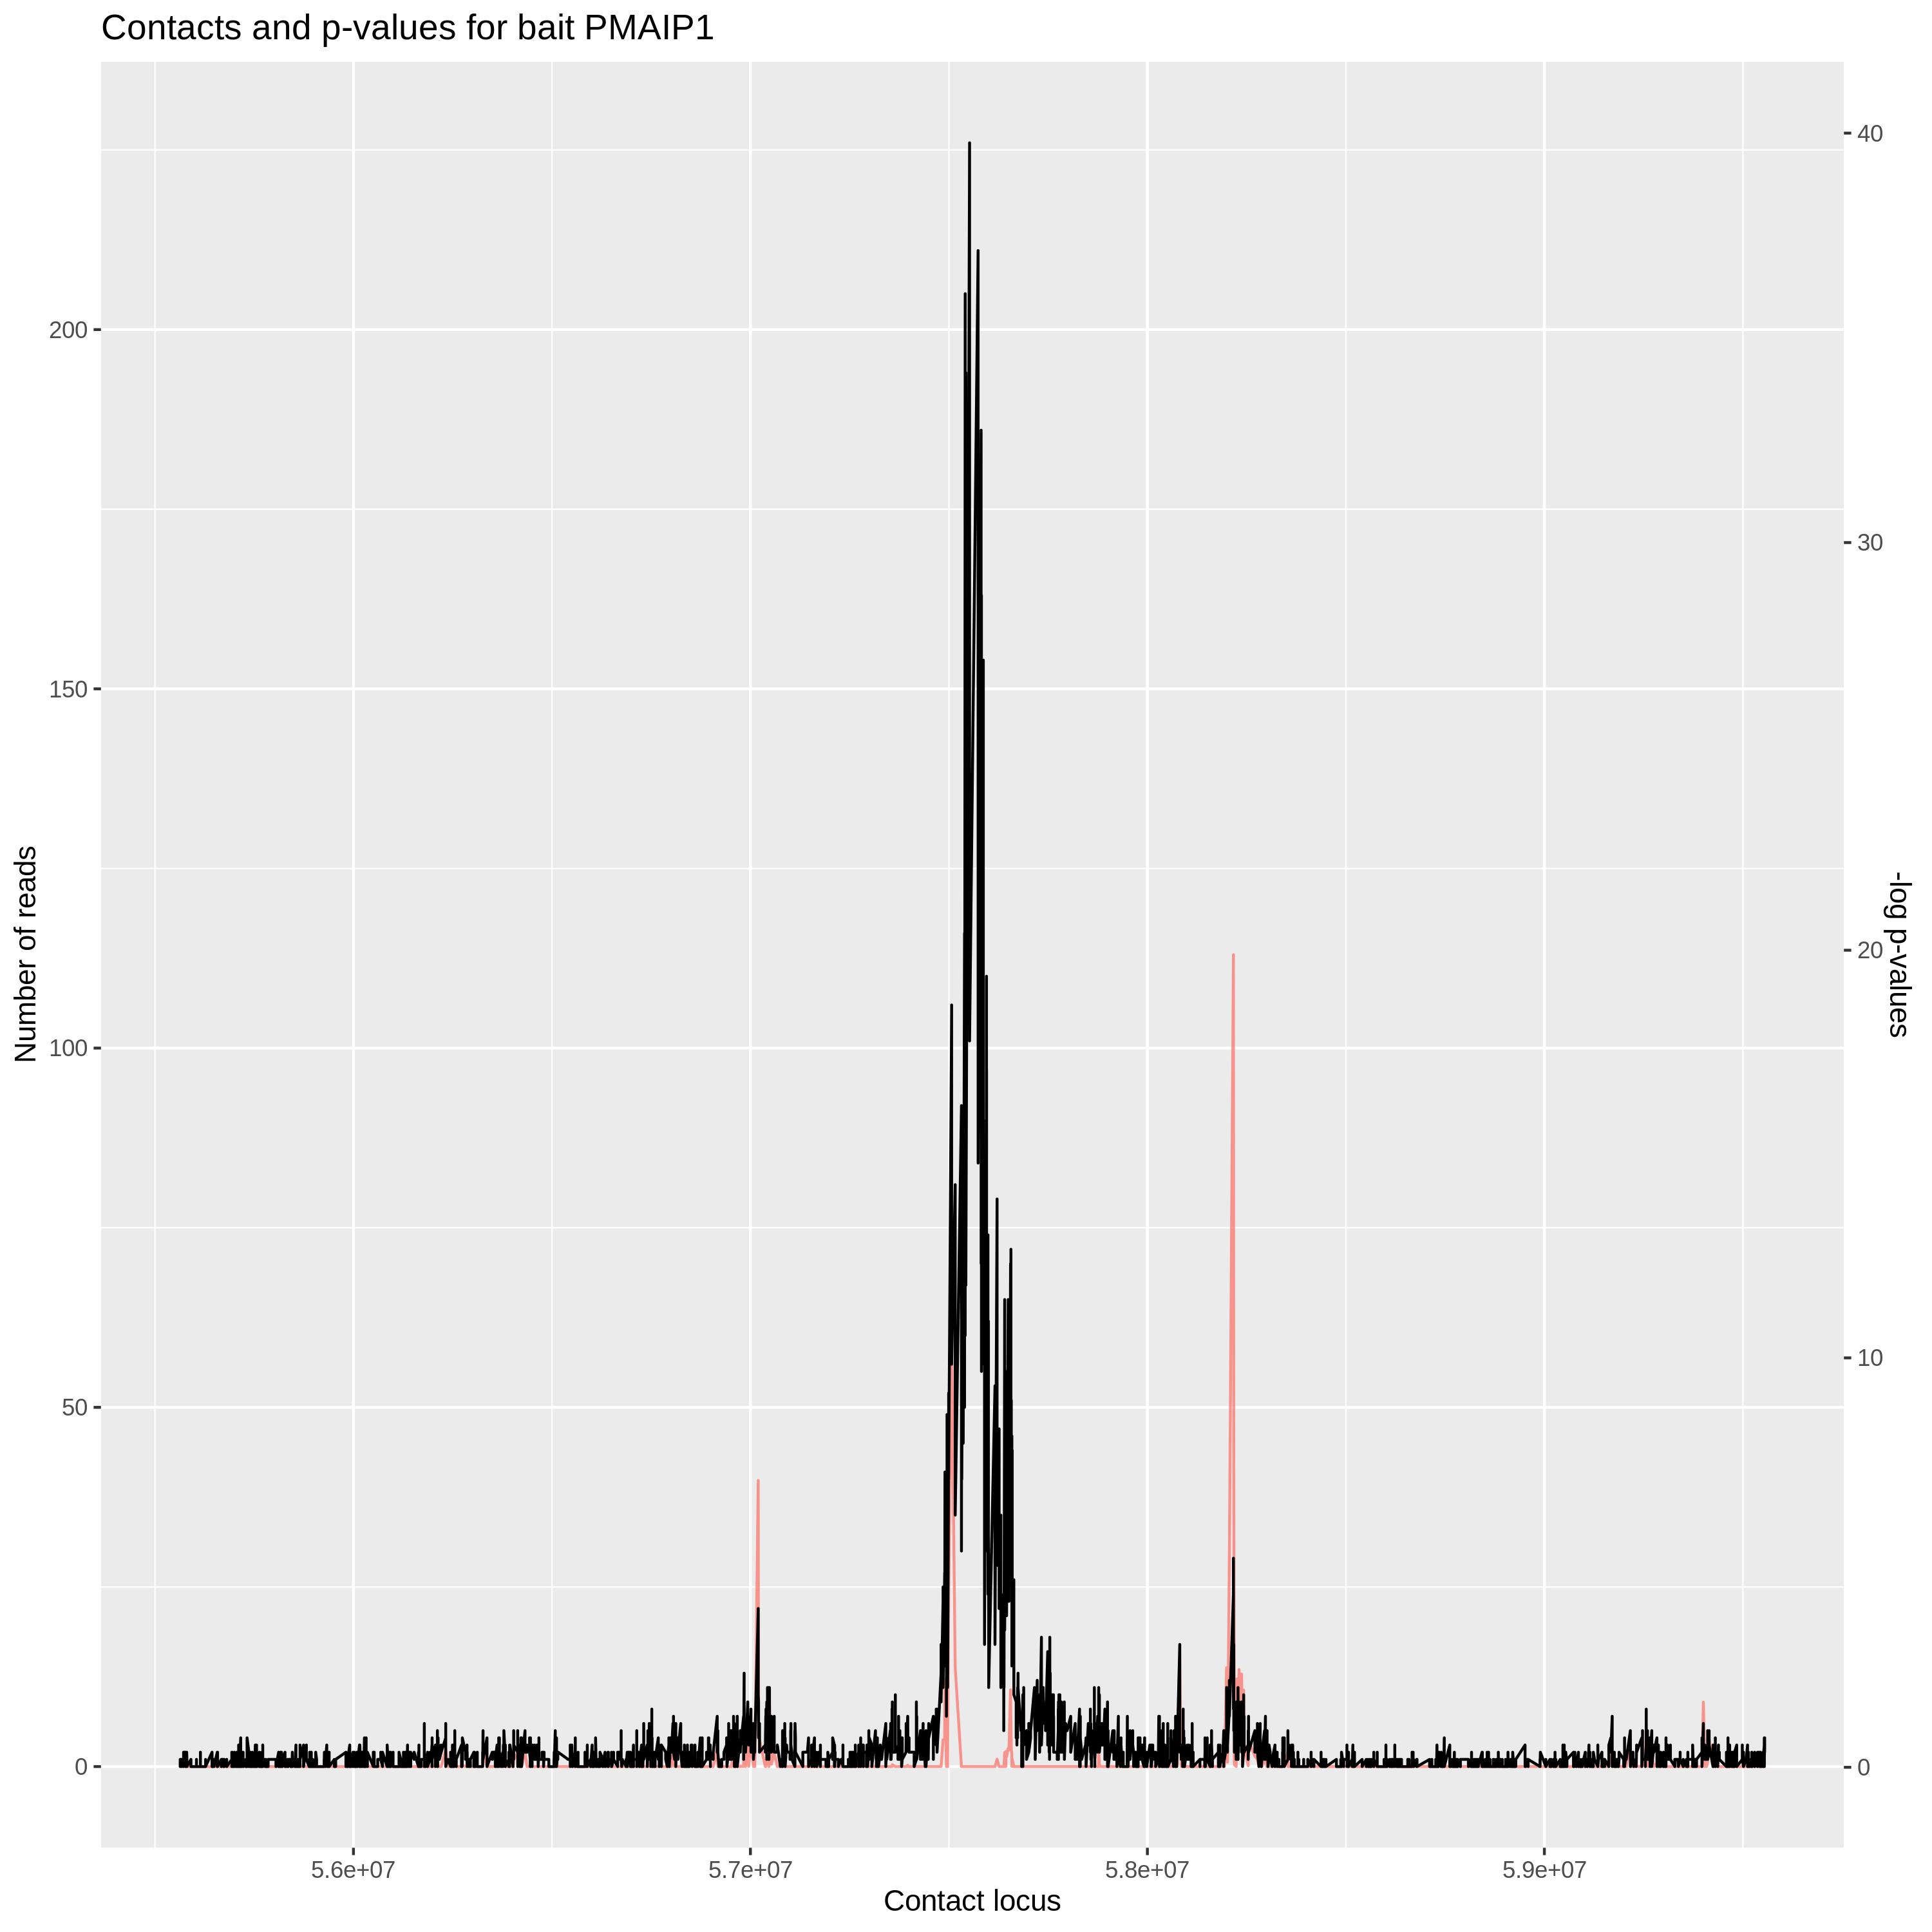 Contacts and p-values for bait PMAIP1
Number of reads
200
150
100
50
0
40
30
20
10
0
-log p-values
5.6e+07
5.7e+07
5.8e+07
5.9e+07
Contact locus